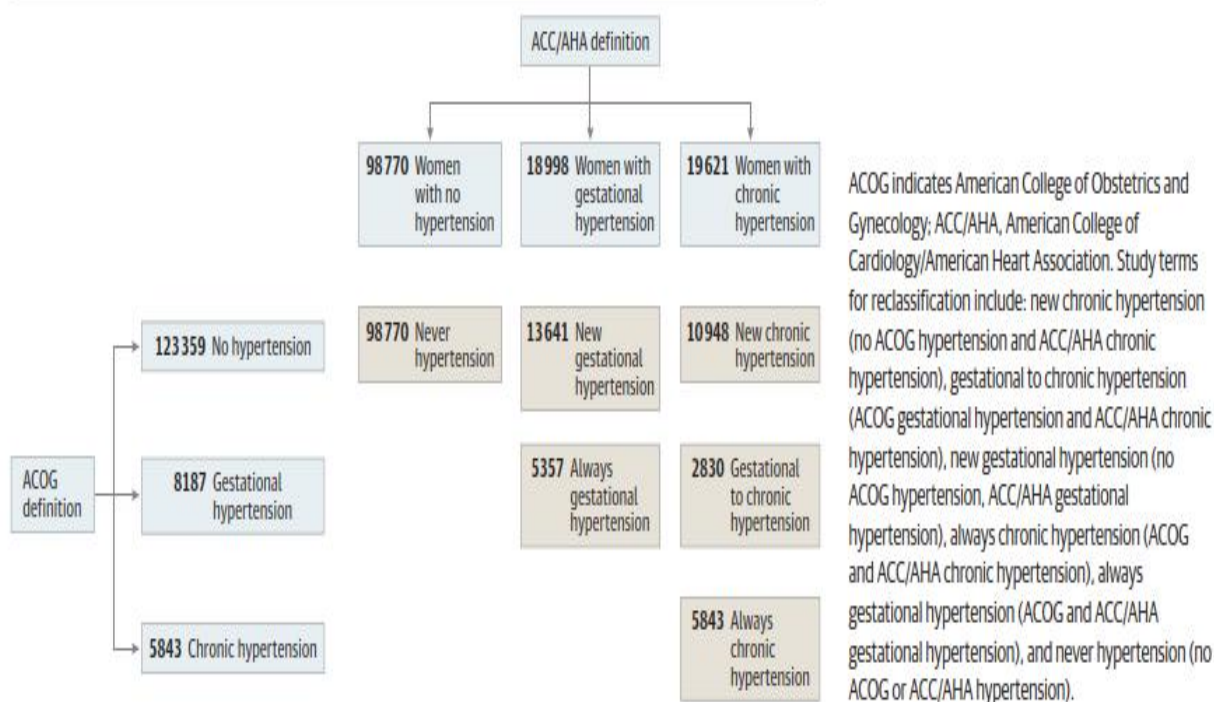 ACC/AHA definition
98770 Women
with no
hypertension
18998 Women with
gestational
hypertension
19621 Women with
chronic
hypertension
123359 No hypertension
98770 Never
hypertension
13641 New
gestational
hypertension
10948 New chronic
hypertension
ACOG
definition
8187 Gestational
hypertension
5357 Always
gestational
hypertension
2830 Gestational
to chronic
hypertension
5843 Chronic hypertension
5843 Always
chronic
hypertension
ACOG indicates American College of Obstetrics and
Gynecology; ACC/AHA, American College of
Cardiology/American Heart Association. Study terms
for reclassification include: new chronic hypertension
(no ACOG hypertension and ACC/AHA chronic
hypertension), gestational to chronic hypertension
(ACOG gestational hypertension and ACC/AHA chronic
hypertension), new gestational hypertension (no
ACOG hypertension, ACC/AHA gestational
hypertension), always chronic hypertension (ACOG
and ACC/AHA chronic hypertension), always
gestational hypertension (ACOG and ACC/AHA
gestational hypertension), and never hypertension (no
ACOG or ACC/AHA hypertension).